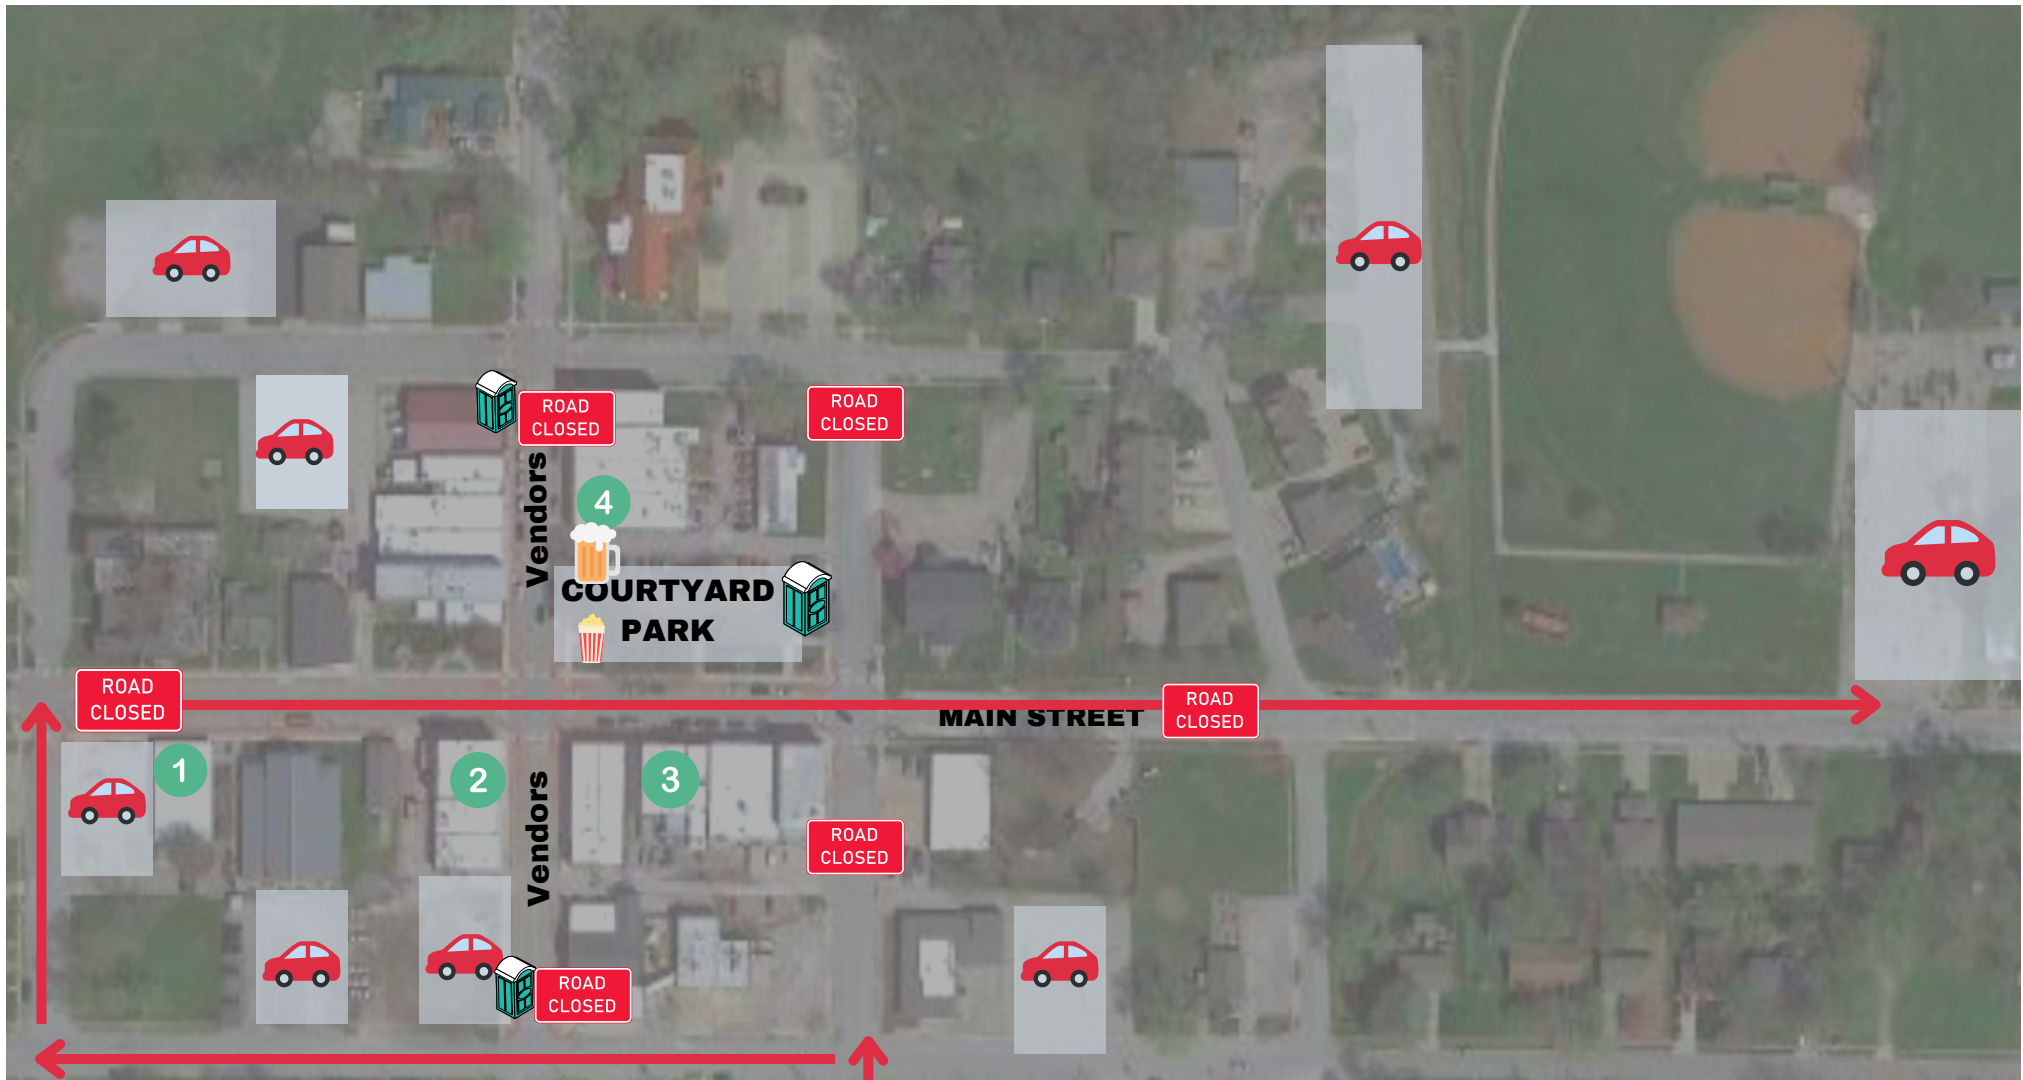 ROAD
CLOSED
ROAD
CLOSED
Vendors
4
COURTYARD
PARK
ROAD
CLOSED
MAIN STREET
ROAD
CLOSED
1
2
3
Vendors
ROAD
CLOSED
ROAD
CLOSED